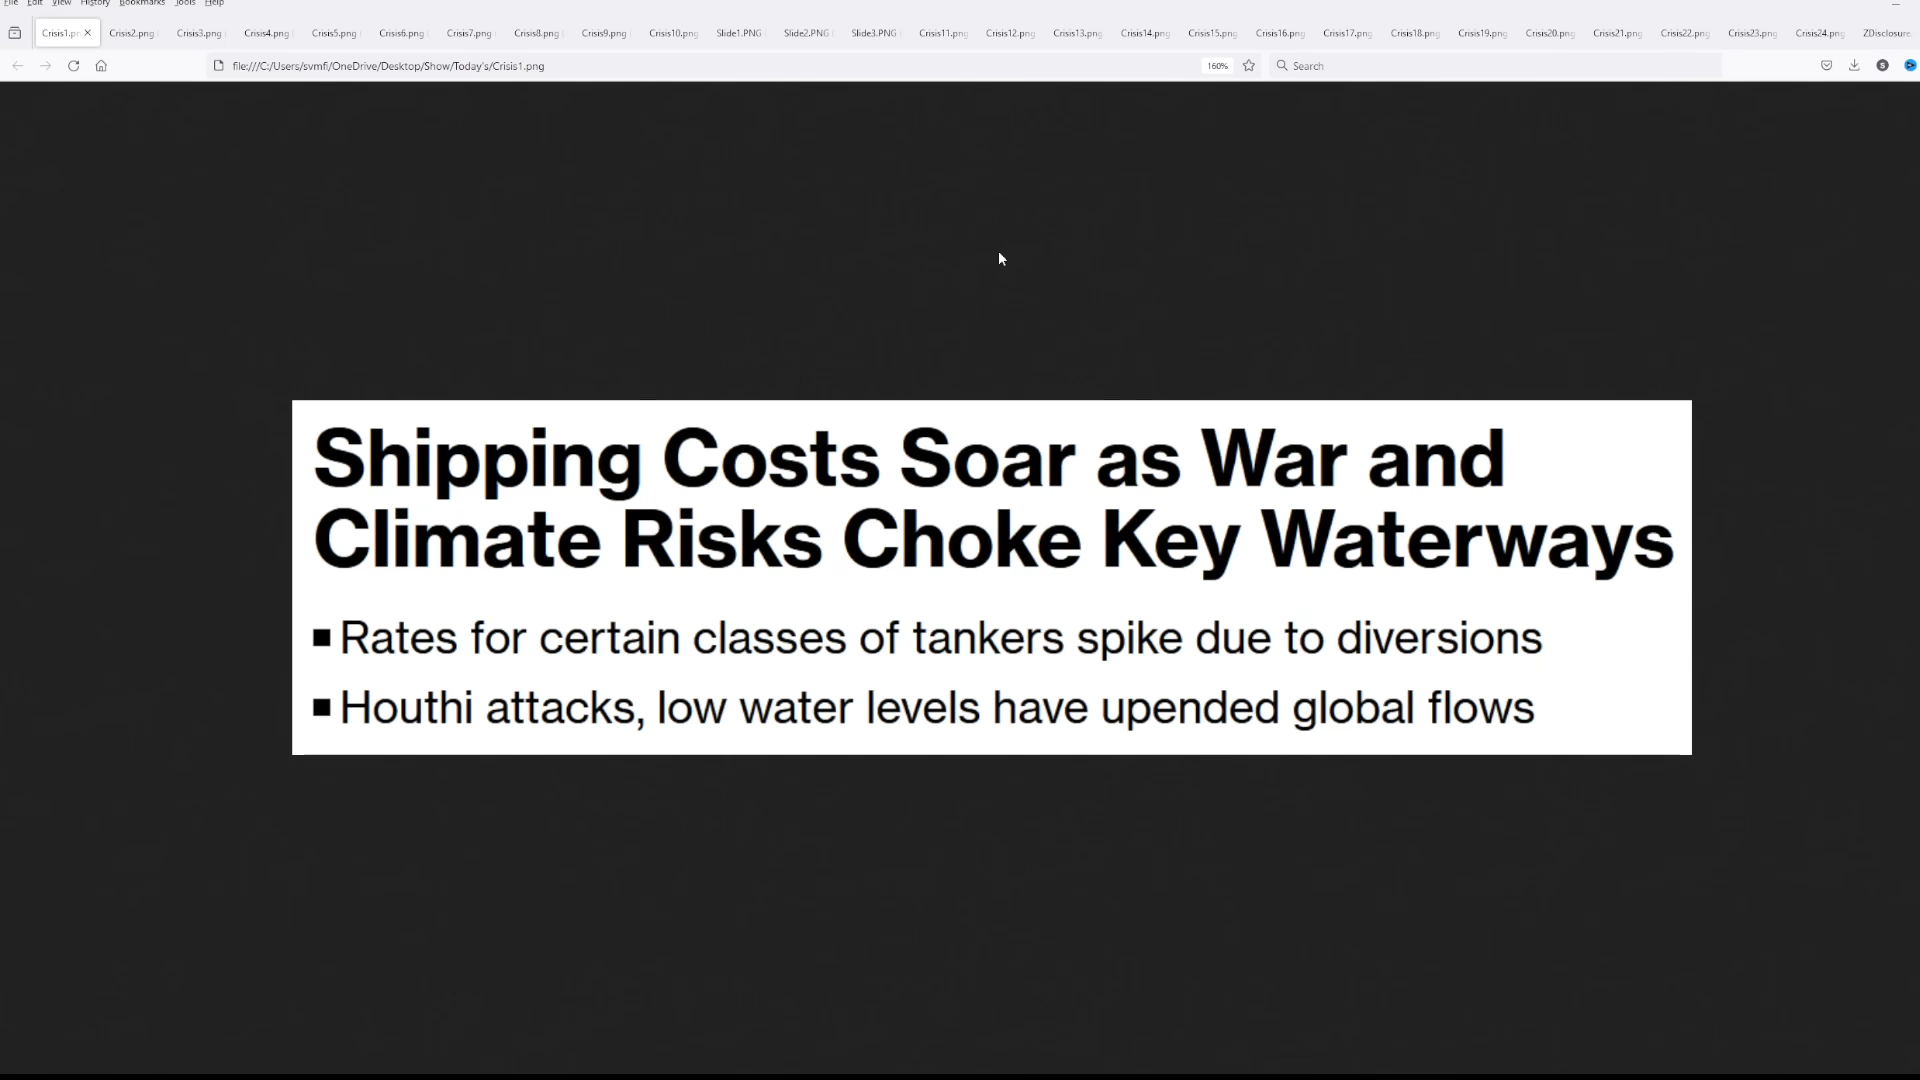 File Edit View History Bookmarks Tools Help
Crisis1.pn Crisis2.png Crisis3.png Crisis4.png Crisis5.png Crisis6.png Crisis7.png Crisis8.png Crisis9.png Crisis10.png Slide1.PNG Slide2.PNG Slide3.PNG Crisis11.png Crisis12.png Crisis13.png Crisis14.png Crisis15.png Crisis16.png Crisis17.png Crisis18.png Crisis19.png Crisis20.png Crisis21.png Crisis22.png Crisis23.png Crisis24.png ZDisclosure.
file:///C:/Users/svmfi/OneDrive/Desktop/Show/Today's/Crisis1.png 160% Search S
Shipping Costs Soar as War and
Climate Risks Choke Key Waterways
■ Rates for certain classes of tankers spike due to diversions
■ Houthi attacks, low water levels have upended global flows